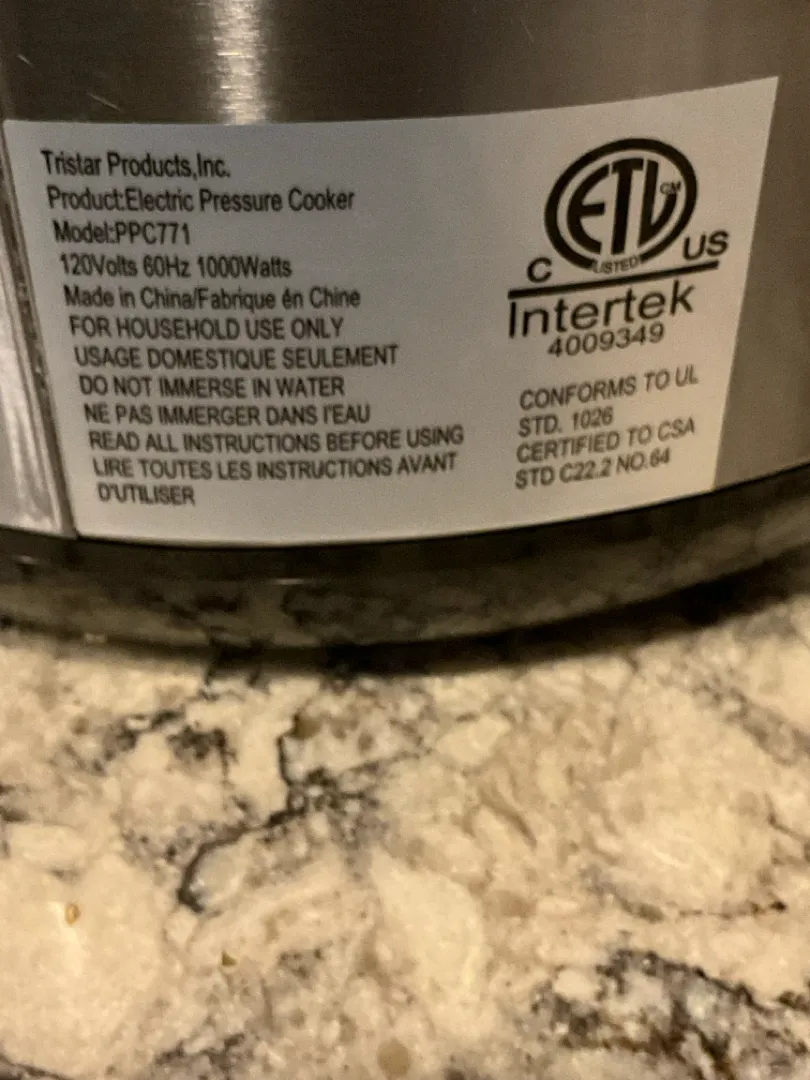 Tristar Products,Inc.
Product:Electric Pressure Cooker
Model:PPC771
120Volts 60Hz 1000Watts
Made in China/Fabrique én Chine
FOR HOUSEHOLD USE ONLY
USAGE DOMESTIQUE SEULEMENT
DO NOT IMMERSE IN WATER
NE PAS IMMERGER DANS I'EAU
READ ALL INSTRUCTIONS BEFORE USING
LIRE TOUTES LES INSTRUCTIONS AVANT
D'UTILISER
ETL CM
LISTED
C US
Intertek
4009349
CONFORMS TO UL
STD. 1026
CERTIFIED TO CSA
STD C22.2 NO.64